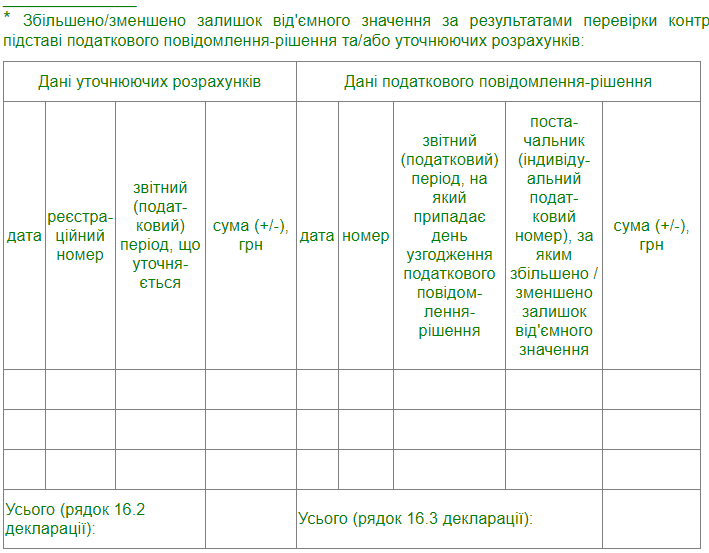 * Збільшено/зменшено залишок від'ємного значення за результатами перевірки контр
підставі податкового повідомлення-рішення та/або уточнюючих розрахунків:
Дані уточнюючих розрахунків
Дані податкового повідомлення-рішення
дата
реєстра-
ційний
номер
звітний
(подат-
ковий)
період, що
уточня-
ється
сума (+/-),
грн
дата
номер
звітний
(податковий)
період, на
який
припадає
день
узгодження
податкового
повідом-
лення-
рішення
поста-
чальник
(індивіду-
альний
подат-
ковий
номер), за
яким
збільшено /
зменшено
залишок
від'ємного
значення
сума (+/-),
грн
Усього (рядок 16.2
декларації):
Усього (рядок 16.3 декларації):